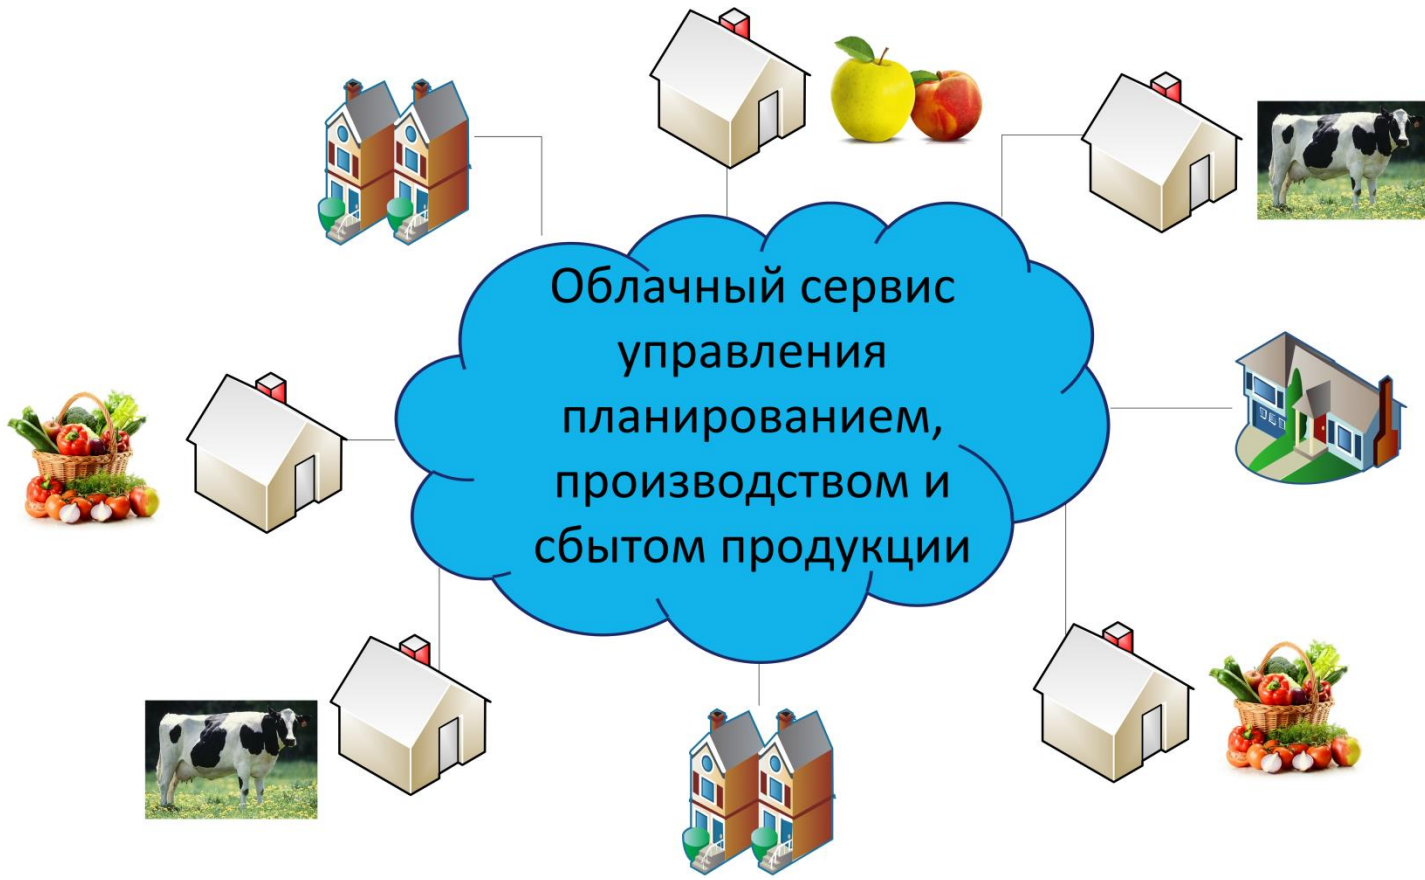 Облачный сервис
управления
планированием,
производством и
сбытом продукции